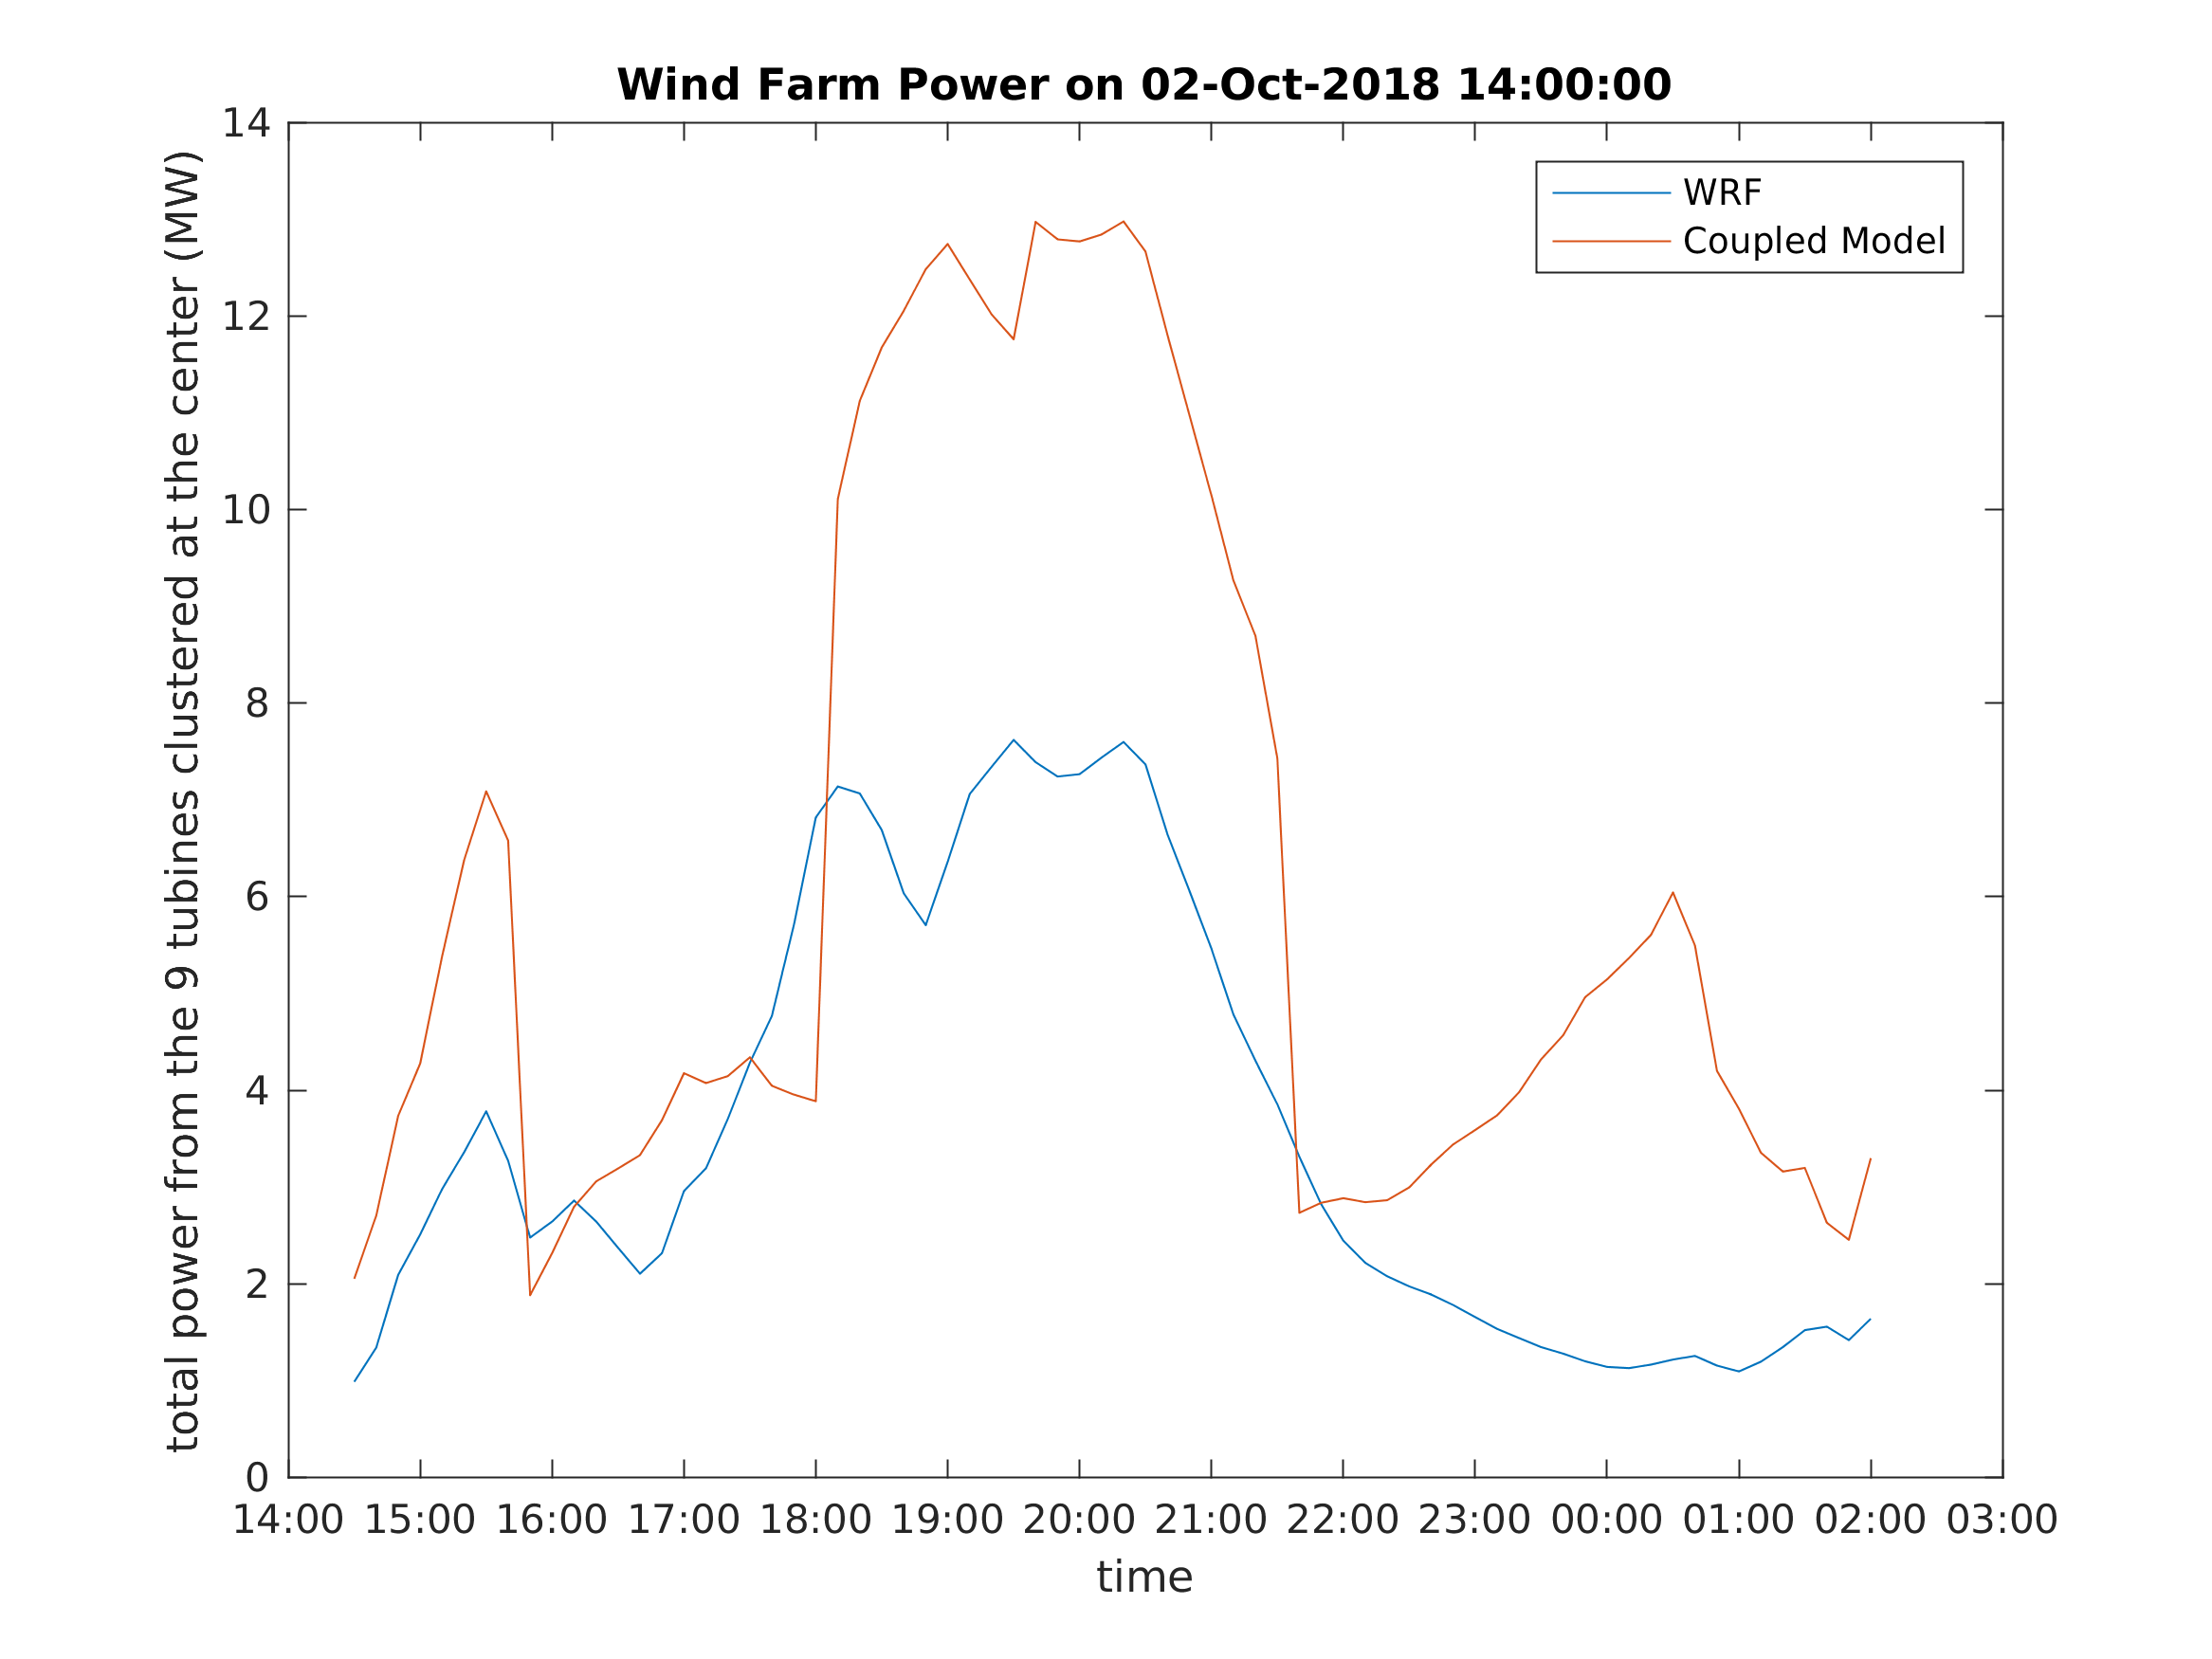 Wind Farm Power on 02-Oct-2018 14:00:00
14
12
10
8
6
4
2
0
total power from the 9 tubines clustered at the center (MW)
WRF
Coupled Model
14:00 15:00 16:00 17:00 18:00 19:00 20:00 21:00 22:00 23:00 00:00 01:00 02:00 03:00
time